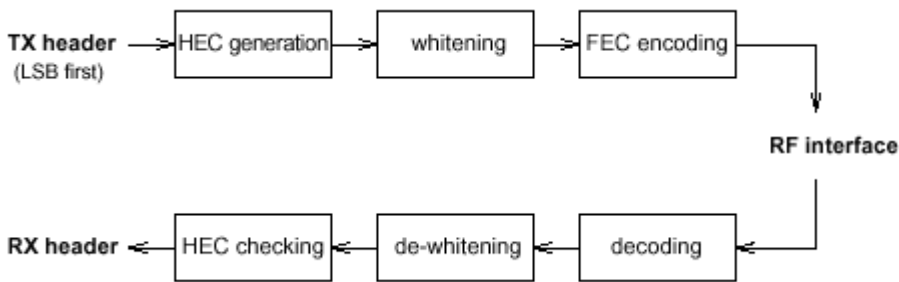 TX header
(LSB first)
HEC generation
whitening
FEC encoding
RF interface
RX header
HEC checking
de-whitening
decoding